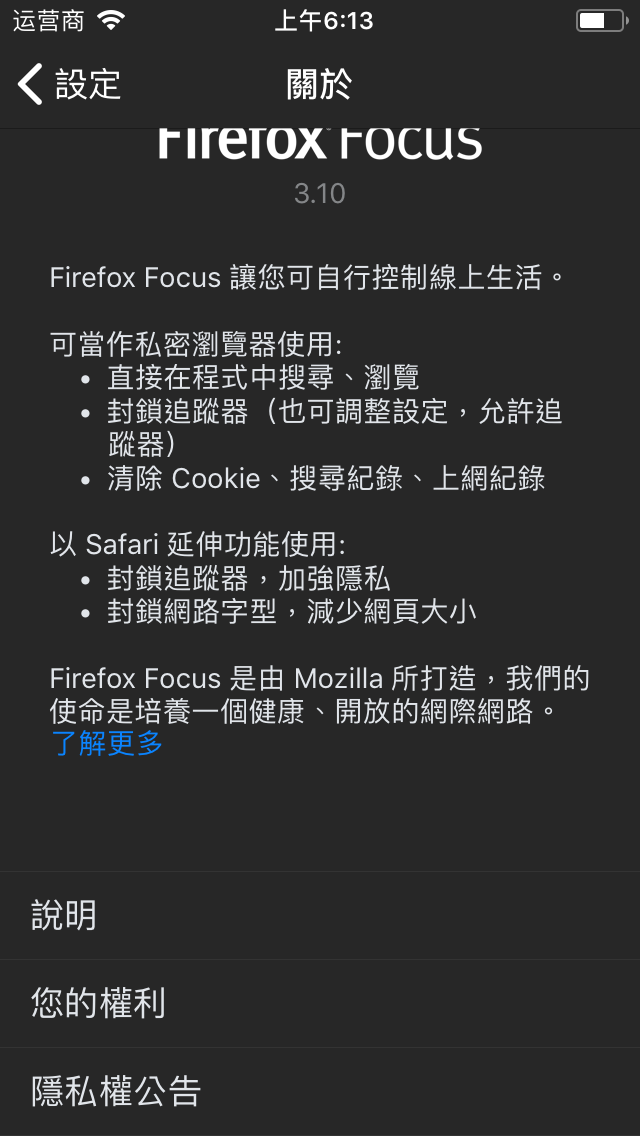 运营商 上午6:13
設定 關於
Firefox Focus
3.10
Firefox Focus 讓您可自行控制線上生活。
可當作私密瀏覽器使用:
• 直接在程式中搜尋、瀏覽
• 封鎖追蹤器（也可調整設定，允許追
蹤器）
• 清除 Cookie、搜尋紀錄、上網紀錄
以 Safari 延伸功能使用:
• 封鎖追蹤器，加強隱私
• 封鎖網路字型，減少網頁大小
Firefox Focus 是由 Mozilla 所打造，我們的
使命是培養一個健康、開放的網際網路。
了解更多
說明
您的權利
隱私權公告